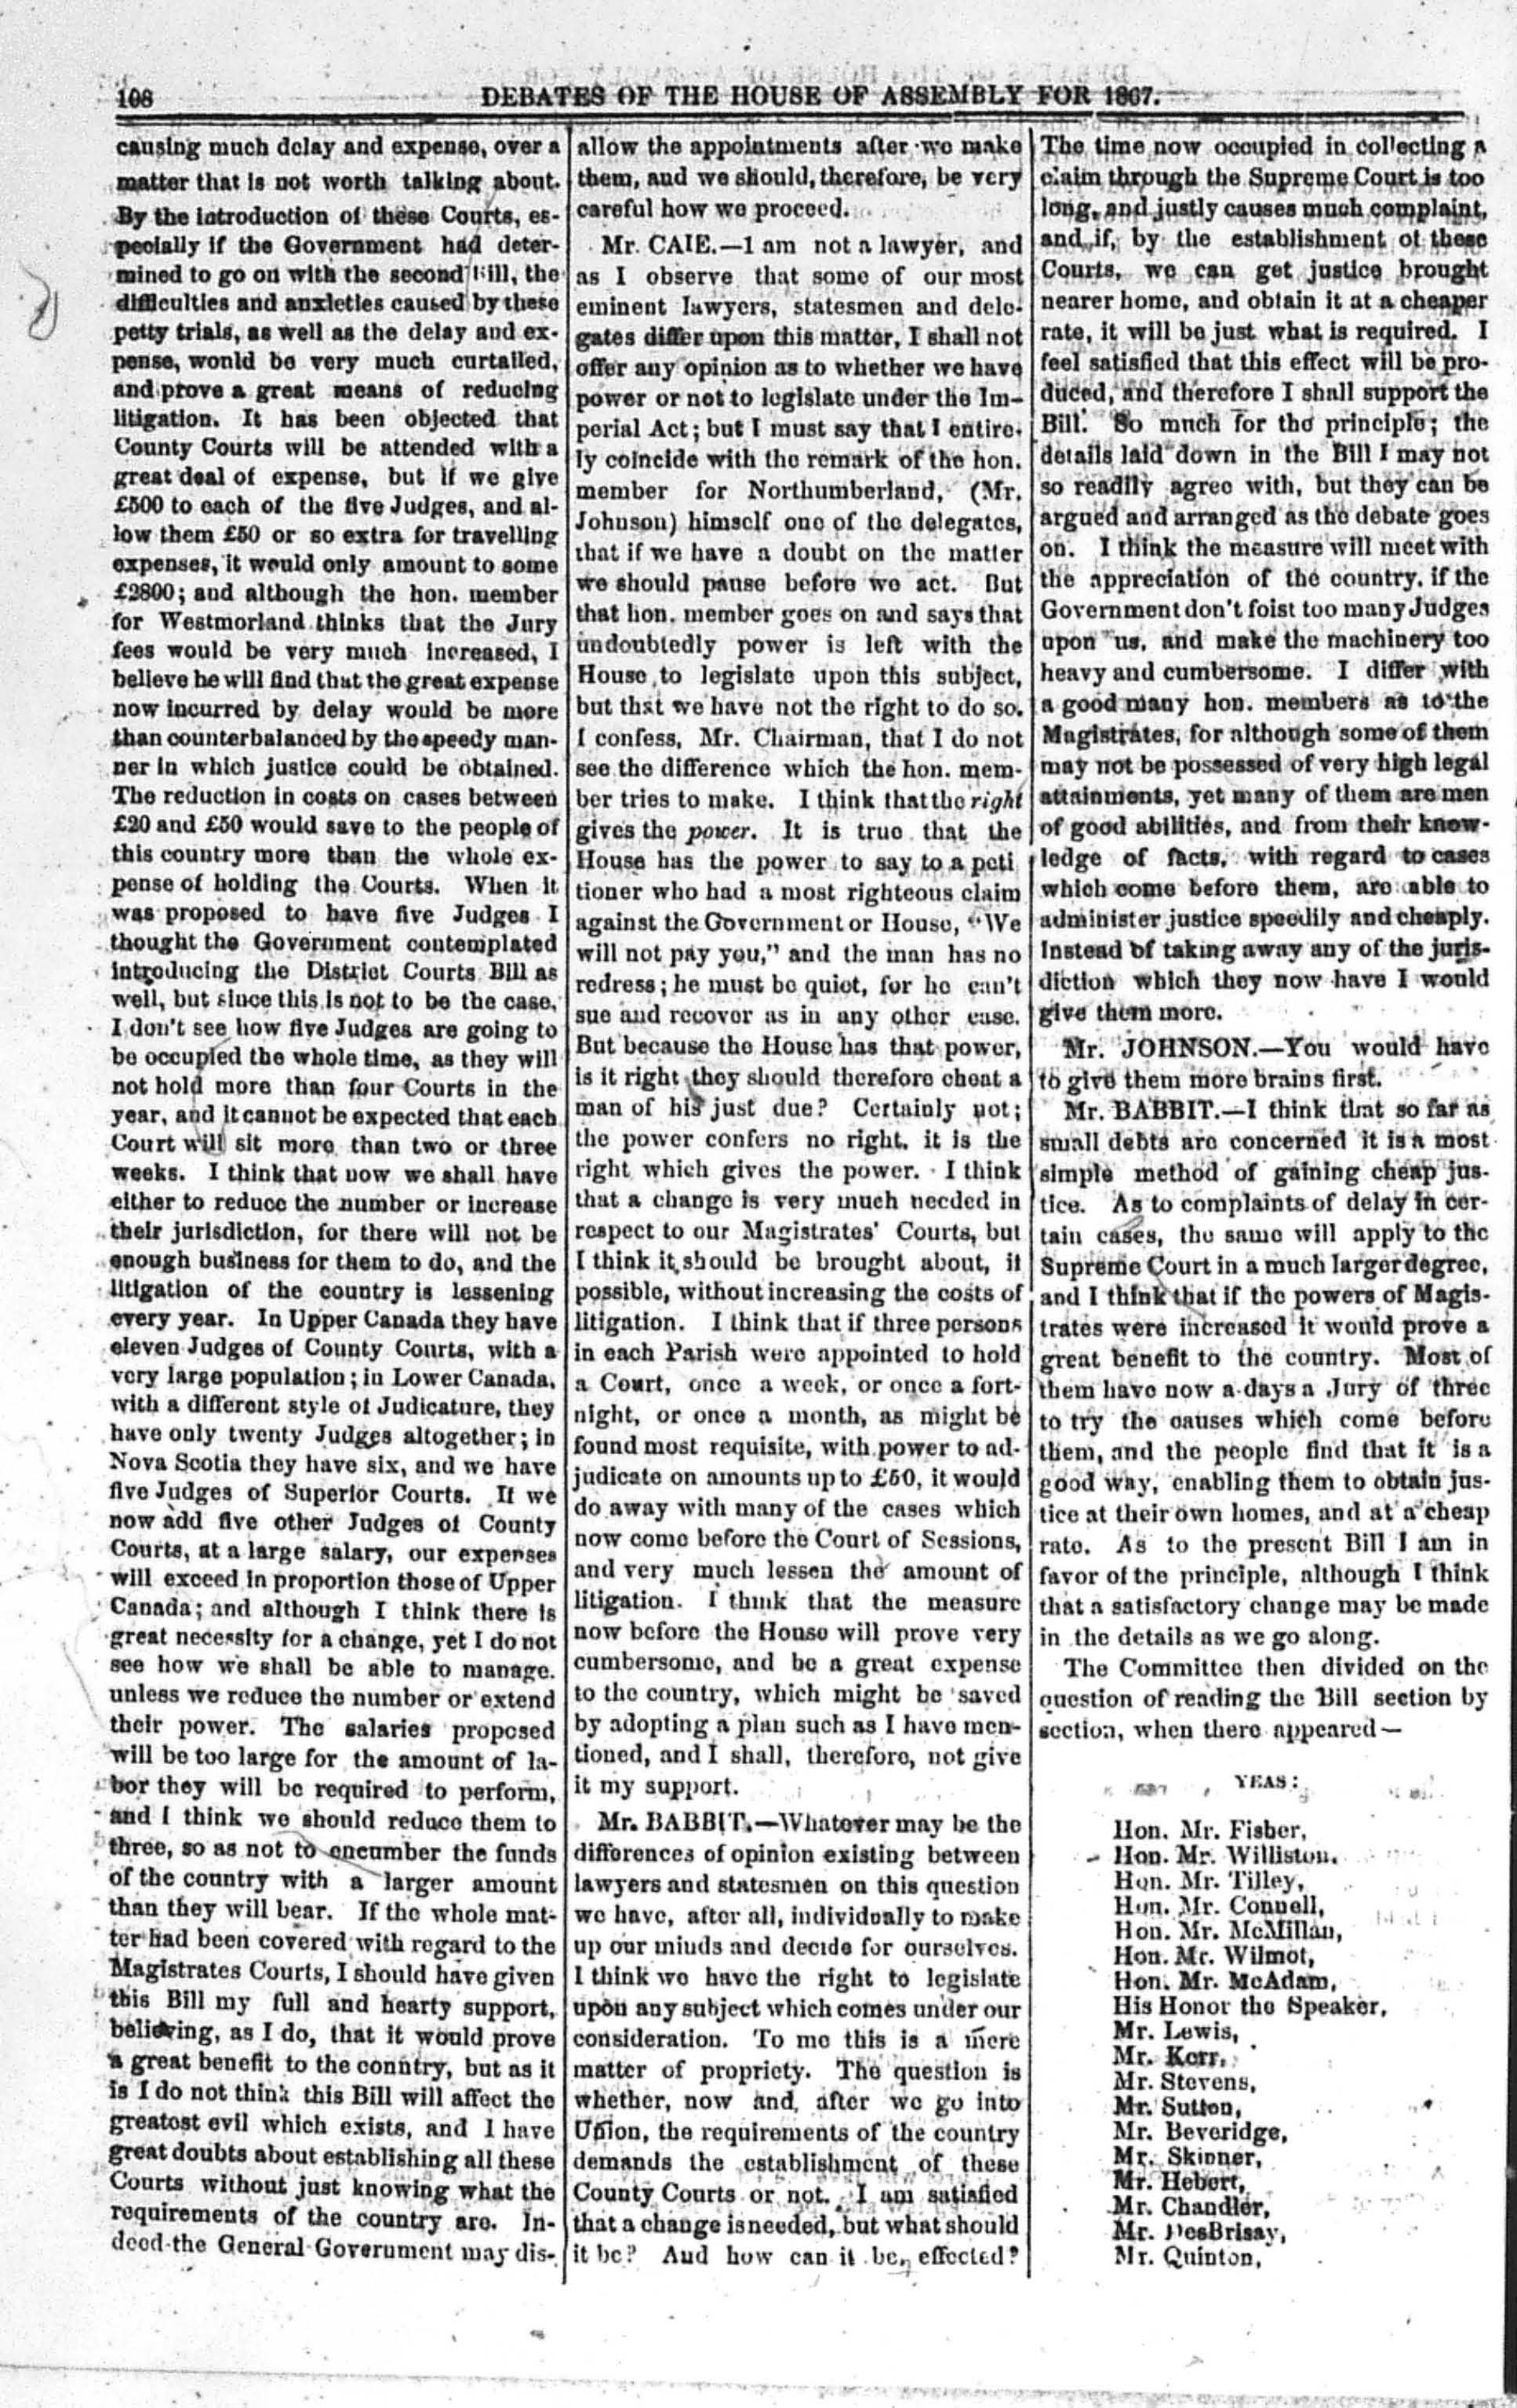 108
DEBATES OF THE HOUSE OF ASSEMBLY FOR 1867.
causing much delay and expense, over a
matter that is not worth talking about.
By the introduction of these Courts, es-
pecially if the Government had deter-
mined to go on with the second Bill, the
difficulties and anxieties caused by these
petty trials, as well as the delay and ex-
pense, would be very much curtailed,
and prove a great means of reducing
litigation. It has been objected that
County Courts will be attended with a
great deal of expense, but if we give
£500 to each of the five Judges, and al-
low them £50 or so extra for travelling
expenses, it would only amount to some
£2800; and although the hon. member
for Westmorland thinks that the Jury
fees would be very much increased, I
believe he will find that the great expense
now incurred by delay would be more
than counterbalanced by the speedy man-
ner in which justice could be obtained.
The reduction in costs on cases between
£20 and £50 would save to the people of
this country more than the whole ex-
pense of holding the Courts. When it
was proposed to have five Judges I
thought the Government contemplated
introducing the District Courts Bill as
well, but since this is not to be the case,
I don't see how five Judges are going to
be occupied the whole time, as they will
not hold more than four Courts in the
year, and it cannot be expected that each
Court will sit more than two or three
weeks. I think that now we shall have
either to reduce the number or increase
their jurisdiction, for there will not be
enough business for them to do, and the
litigation of the country is lessening
every year. In Upper Canada they have
eleven Judges of County Courts, with a
very large population; in Lower Canada,
with a different style of Judicature, they
have only twenty Judges altogether; in
Nova Scotia they have six, and we have
five Judges of Superior Courts. If we
now add five other Judges of County
Courts, at a large salary, our expenses
will exceed in proportion those of Upper
Canada; and although I think there is
great necessity for a change, yet I do not
see how we shall be able to manage.
unless we reduce the number or extend
their power. The salaries proposed
will be too large for the amount of la-
bor they will be required to perform,
and I think we should reduce them to
three, so as not to encumber the funds
of the country with a larger amount
than they will bear. If the whole mat-
ter had been covered with regard to the
Magistrates Courts, I should have given
this Bill my full and hearty support,
believing, as I do, that it would prove
a great benefit to the conntry, but as it
is I do not think this Bill will affect the
greatest evil which exists, and I have
great doubts about establishing all these
Courts without just knowing what the
requirements of the country are. In-
deed the General Government may dis-
allow the appointments after we make
them, and we should, therefore, be very
careful how we proceed.
Mr. CAIE.—I am not a lawyer, and
as I observe that some of our most
eminent lawyers, statesmen and dele-
gates differ upon this matter, I shall not
offer any opinion as to whether we have
power or not to legislate under the Im-
perial Act; but I must say that I entire-
ly coincide with the remark of the hon.
member for Northumberland, (Mr.
Johnson) himself one of the delegates,
that if we have a doubt on the matter
we should pause before we act. But
that hon. member goes on and says that
undoubtedly power is left with the
House to legislate upon this subject,
but that we have not the right to do so.
I confess, Mr. Chairman, that I do not
see the difference which the hon. mem-
ber tries to make. I think that the right
gives the power. It is true that the
House has the power to say to a peti
tioner who had a most righteous claim
against the Government or House, "We
will not pay you," and the man has no
redress; he must be quiet, for he can't
sue and recover as in any other case.
But because the House has that power,
is it right they should therefore cheat a
man of his just due? Certainly not;
the power confers no right, it is the
right which gives the power. I think
that a change is very much needed in
respect to our Magistrates' Courts, but
I think it should be brought about, if
possible, without increasing the costs of
litigation. I think that if three persons
in each Parish were appointed to hold
a Court, once a week, or once a fort-
night, or once a month, as might be
found most requisite, with power to ad-
judicate on amounts up to £50, it would
do away with many of the cases which
now come before the Court of Sessions,
and very much lessen the amount of
litigation. I think that the measure
now before the House will prove very
cumbersome, and be a great expense
to the country, which might be saved
by adopting a plan such as I have men-
tioned, and I shall, therefore, not give
it my support.
Mr. BABBIT.—Whatever may be the
differences of opinion existing between
lawyers and statesmen on this question
we have, after all, individually to make
up our minds and decide for ourselves.
I think we have the right to legislate
upon any subject which comes under our
consideration. To me this is a mere
matter of propriety. The question is
whether, now and, after we go into
Union, the requirements of the country
demands the establishment of these
County Courts or not. I am satisfied
that a change is needed, but what should
it be? And how can it be, effected?
The time now occupied in collecting a
claim through the Supreme Court is too
long, and justly causes much complaint,
and if, by the establishment of these
Courts, we can get justice brought
nearer home, and obtain it at a cheaper
rate, it will be just what is required. I
feel satisfied that this effect will be pro-
duced, and therefore I shall support the
Bill. So much for the principle; the
details laid down in the Bill I may not
so readily agree with, but they can be
argued and arranged as the debate goes
on. I think the measure will meet with
the appreciation of the country, if the
Government don't foist too many Judges
upon us, and make the machinery too
heavy and cumbersome. I differ with
a good many hon. members as to the
Magistrates, for although some of them
may not be possessed of very high legal
attainments, yet many of them are men
of good abilities, and from their know-
ledge of facts, with regard to cases
which come before them, are able to
administer justice speedily and cheaply.
Instead of taking away any of the juris-
diction which they now have I would
give them more.
Mr. JOHNSON.—You would have
to give them more brains first.
Mr. BABBIT.—I think that so far as
small debts are concerned it is a most
simple method of gaining cheap jus-
tice. As to complaints of delay in cer-
tain cases, the same will apply to the
Supreme Court in a much larger degree,
and I think that if the powers of Magis-
trates were increased it would prove a
great benefit to the country. Most of
them have now a-days a Jury of three
to try the causes which come before
them, and the people find that it is a
good way, enabling them to obtain jus-
tice at their own homes, and at a cheap
rate. As to the present Bill I am in
favor of the principle, although I think
that a satisfactory change may be made
in the details as we go along.
The Committee then divided on the
question of reading the Bill section by
section, when there appeared—
YEAS:
Hon. Mr. Fisher,
Hon. Mr. Williston.
Hon. Mr. Tilley,
Hon. Mr. Connell,
Hon. Mr. McMillan,
Hon. Mr. Wilmot,
Hon. Mr. McAdam,
His Honor the Speaker,
Mr. Lewis,
Mr. Kerr,
Mr. Stevens,
Mr. Sutton,
Mr. Beveridge,
Mr. Skinner,
Mr. Hebert,
Mr. Chandler,
Mr. DesBrisay,
Mr. Quinton,